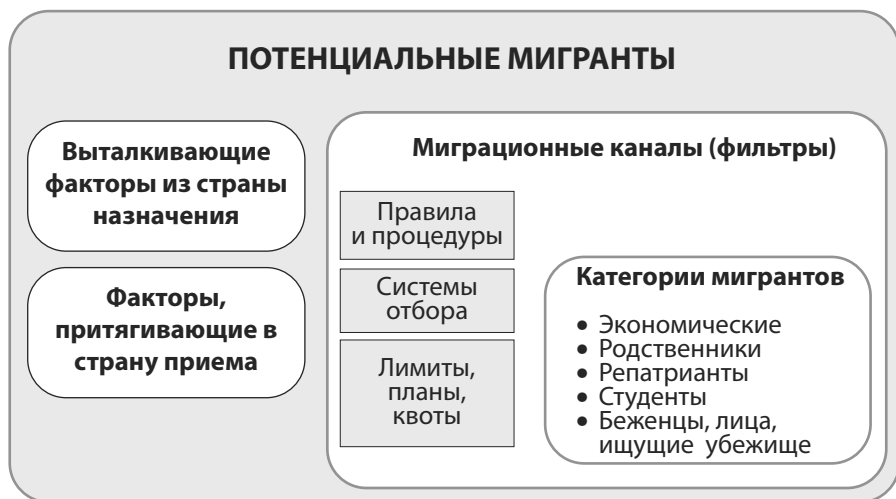 ПОТЕНЦИАЛЬНЫЕ МИГРАНТЫ
Выталкивающие
факторы из страны
назначения
Факторы,
притягивающие в
страну приема
Миграционные каналы (фильтры)
Правила
и процедуры
Системы
отбора
Лимиты,
планы,
квоты
Категории мигрантов
• Экономические
• Родственники
• Репатрианты
• Студенты
• Беженцы, лица,
ищущие убежище